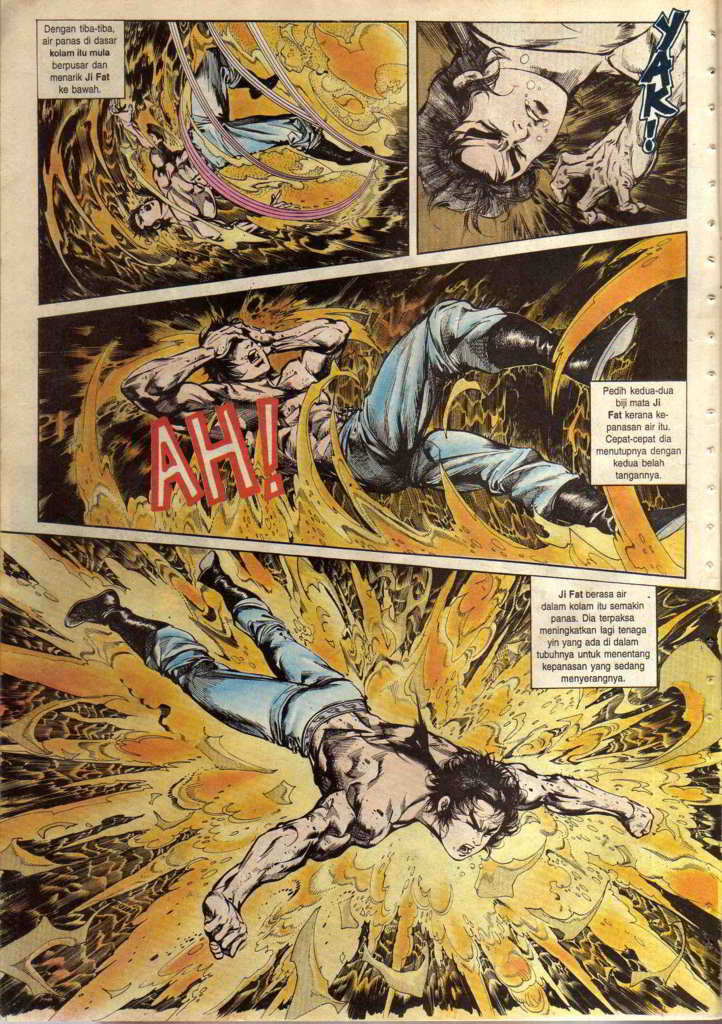 Dengan tiba-tiba,
air panas di dasar
kolam itu mula
berpusar dan
menarik Ji Fat
ke bawah.
YAK!
AH!
Pedih kedua-dua
biji mata Ji
Fat kerana ke-
panasan air itu.
Cepat-cepat dia
menutupnya dengan
kedua belah
tangannya.
Ji Fat berasa air
dalam kolam itu semakin
panas. Dia terpaksa
meningkatkan lagi tenaga
yin yang ada di dalam
tubuhnya untuk menentang
kepanasan yang sedang
menyerangnya.